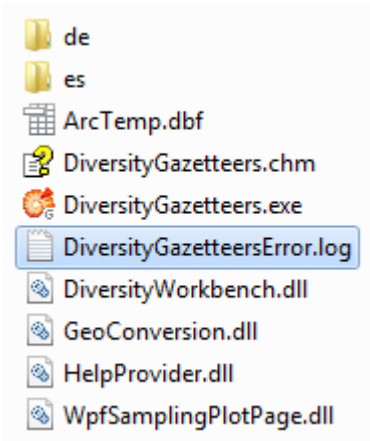 de
es
ArcTemp.dbf
DiversityGazetteers.chm
DiversityGazetteers.exe
DiversityGazetteersError.log
DiversityWorkbench.dll
GeoConversion.dll
HelpProvider.dll
WpfSamplingPlotPage.dll